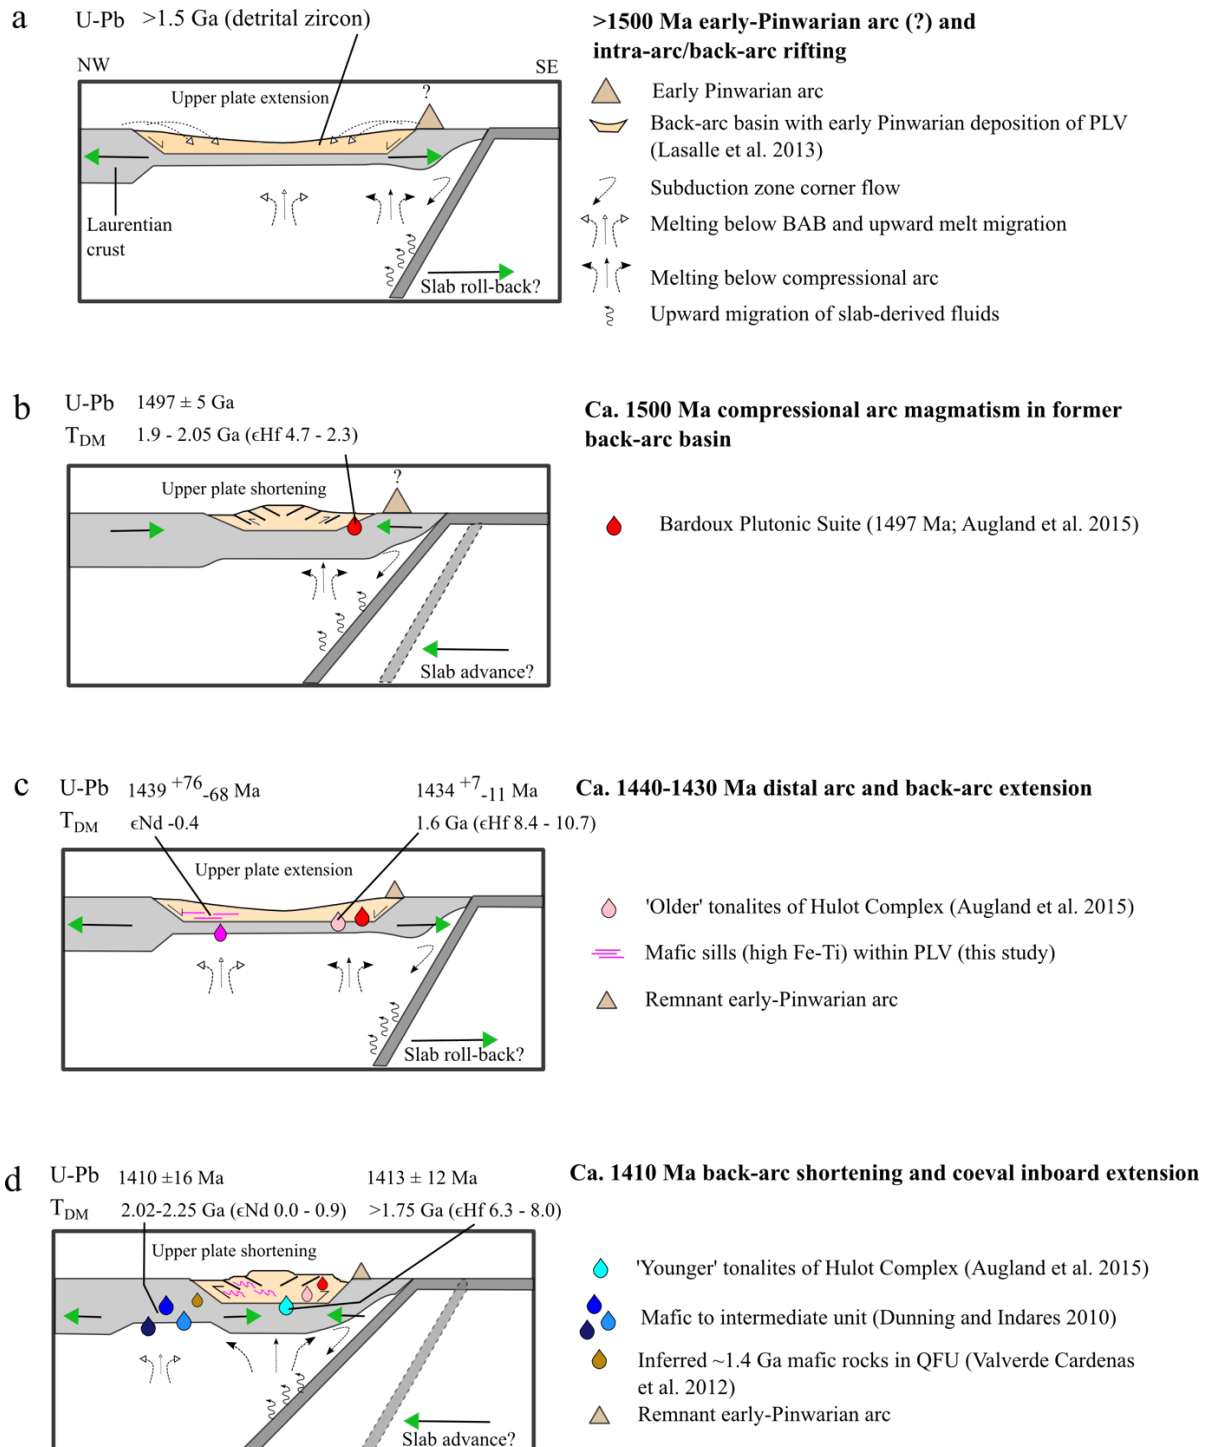 a
U-Pb >1.5 Ga (detrital zircon)
NW
SE
Upper plate extension
?
Laurentian
crust
Slab roll-back?
>1500 Ma early-Pinwarian arc (?) and
intra-arc/back-arc rifting
Early Pinwarian arc
Back-arc basin with early Pinwarian deposition of PLV
(Lasalle et al. 2013)
Subduction zone corner flow
Melting below BAB and upward melt migration
Melting below compressional arc
Upward migration of slab-derived fluids
b
U-Pb 1497 ± 5 Ga
TDM 1.9 - 2.05 Ga (ϵHf 4.7 - 2.3)
?
Upper plate shortening
Slab advance?
Ca. 1500 Ma compressional arc magmatism in former
back-arc basin
Bardoux Plutonic Suite (1497 Ma; Augland et al. 2015)
c
U-Pb 1439 +76 -68 Ma 1434 +7 -11 Ma
TDM ϵNd -0.4 1.6 Ga (ϵHf 8.4 - 10.7)
Upper plate extension
Slab roll-back?
Ca. 1440-1430 Ma distal arc and back-arc extension
'Older' tonalites of Hulot Complex (Augland et al. 2015)
Mafic sills (high Fe-Ti) within PLV (this study)
Remnant early-Pinwarian arc
d
U-Pb 1410 ±16 Ma 1413 ± 12 Ma
TDM 2.02-2.25 Ga (ϵNd 0.0 - 0.9) >1.75 Ga (ϵHf 6.3 - 8.0)
Upper plate shortening
Slab advance?
Ca. 1410 Ma back-arc shortening and coeval inboard extension
'Younger' tonalites of Hulot Complex (Augland et al. 2015)
Mafic to intermediate unit (Dunning and Indares 2010)
Inferred ~1.4 Ga mafic rocks in QFU (Valverde Cardenas
et al. 2012)
Remnant early-Pinwarian arc